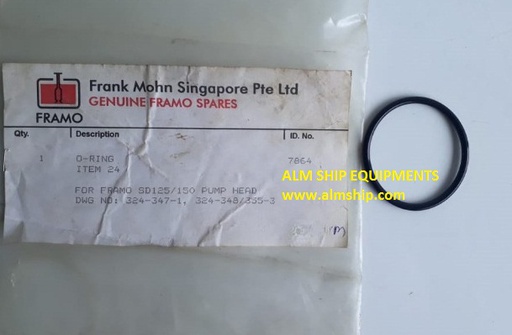 Frank Mohn Singapore Pte Ltd
GENUINE FRAMO SPARES
FRAMO
Qty. Description ID. No.
1 O-RING 7864
ITEM 24
ALM SHIP EQUIPMENTS
FOR FRAMO SD125/150 PUMP HEAD
www.almship.com
DWG NO: 324-347-1, 324-348/355-3